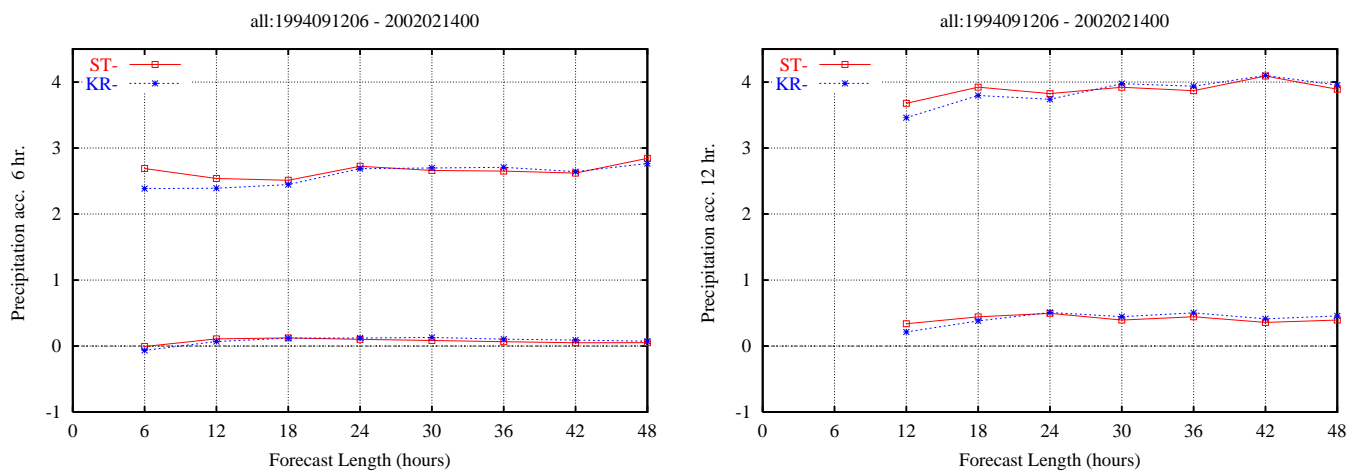 all:1994091206 - 2002021400
ST-
KR-
4
3
2
1
0
-1
0 6 12 18 24 30 36 42 48
Precipitation acc. 6 hr.
Forecast Length (hours)
all:1994091206 - 2002021400
ST-
KR-
4
3
2
1
0
-1
0 6 12 18 24 30 36 42 48
Precipitation acc. 12 hr.
Forecast Length (hours)